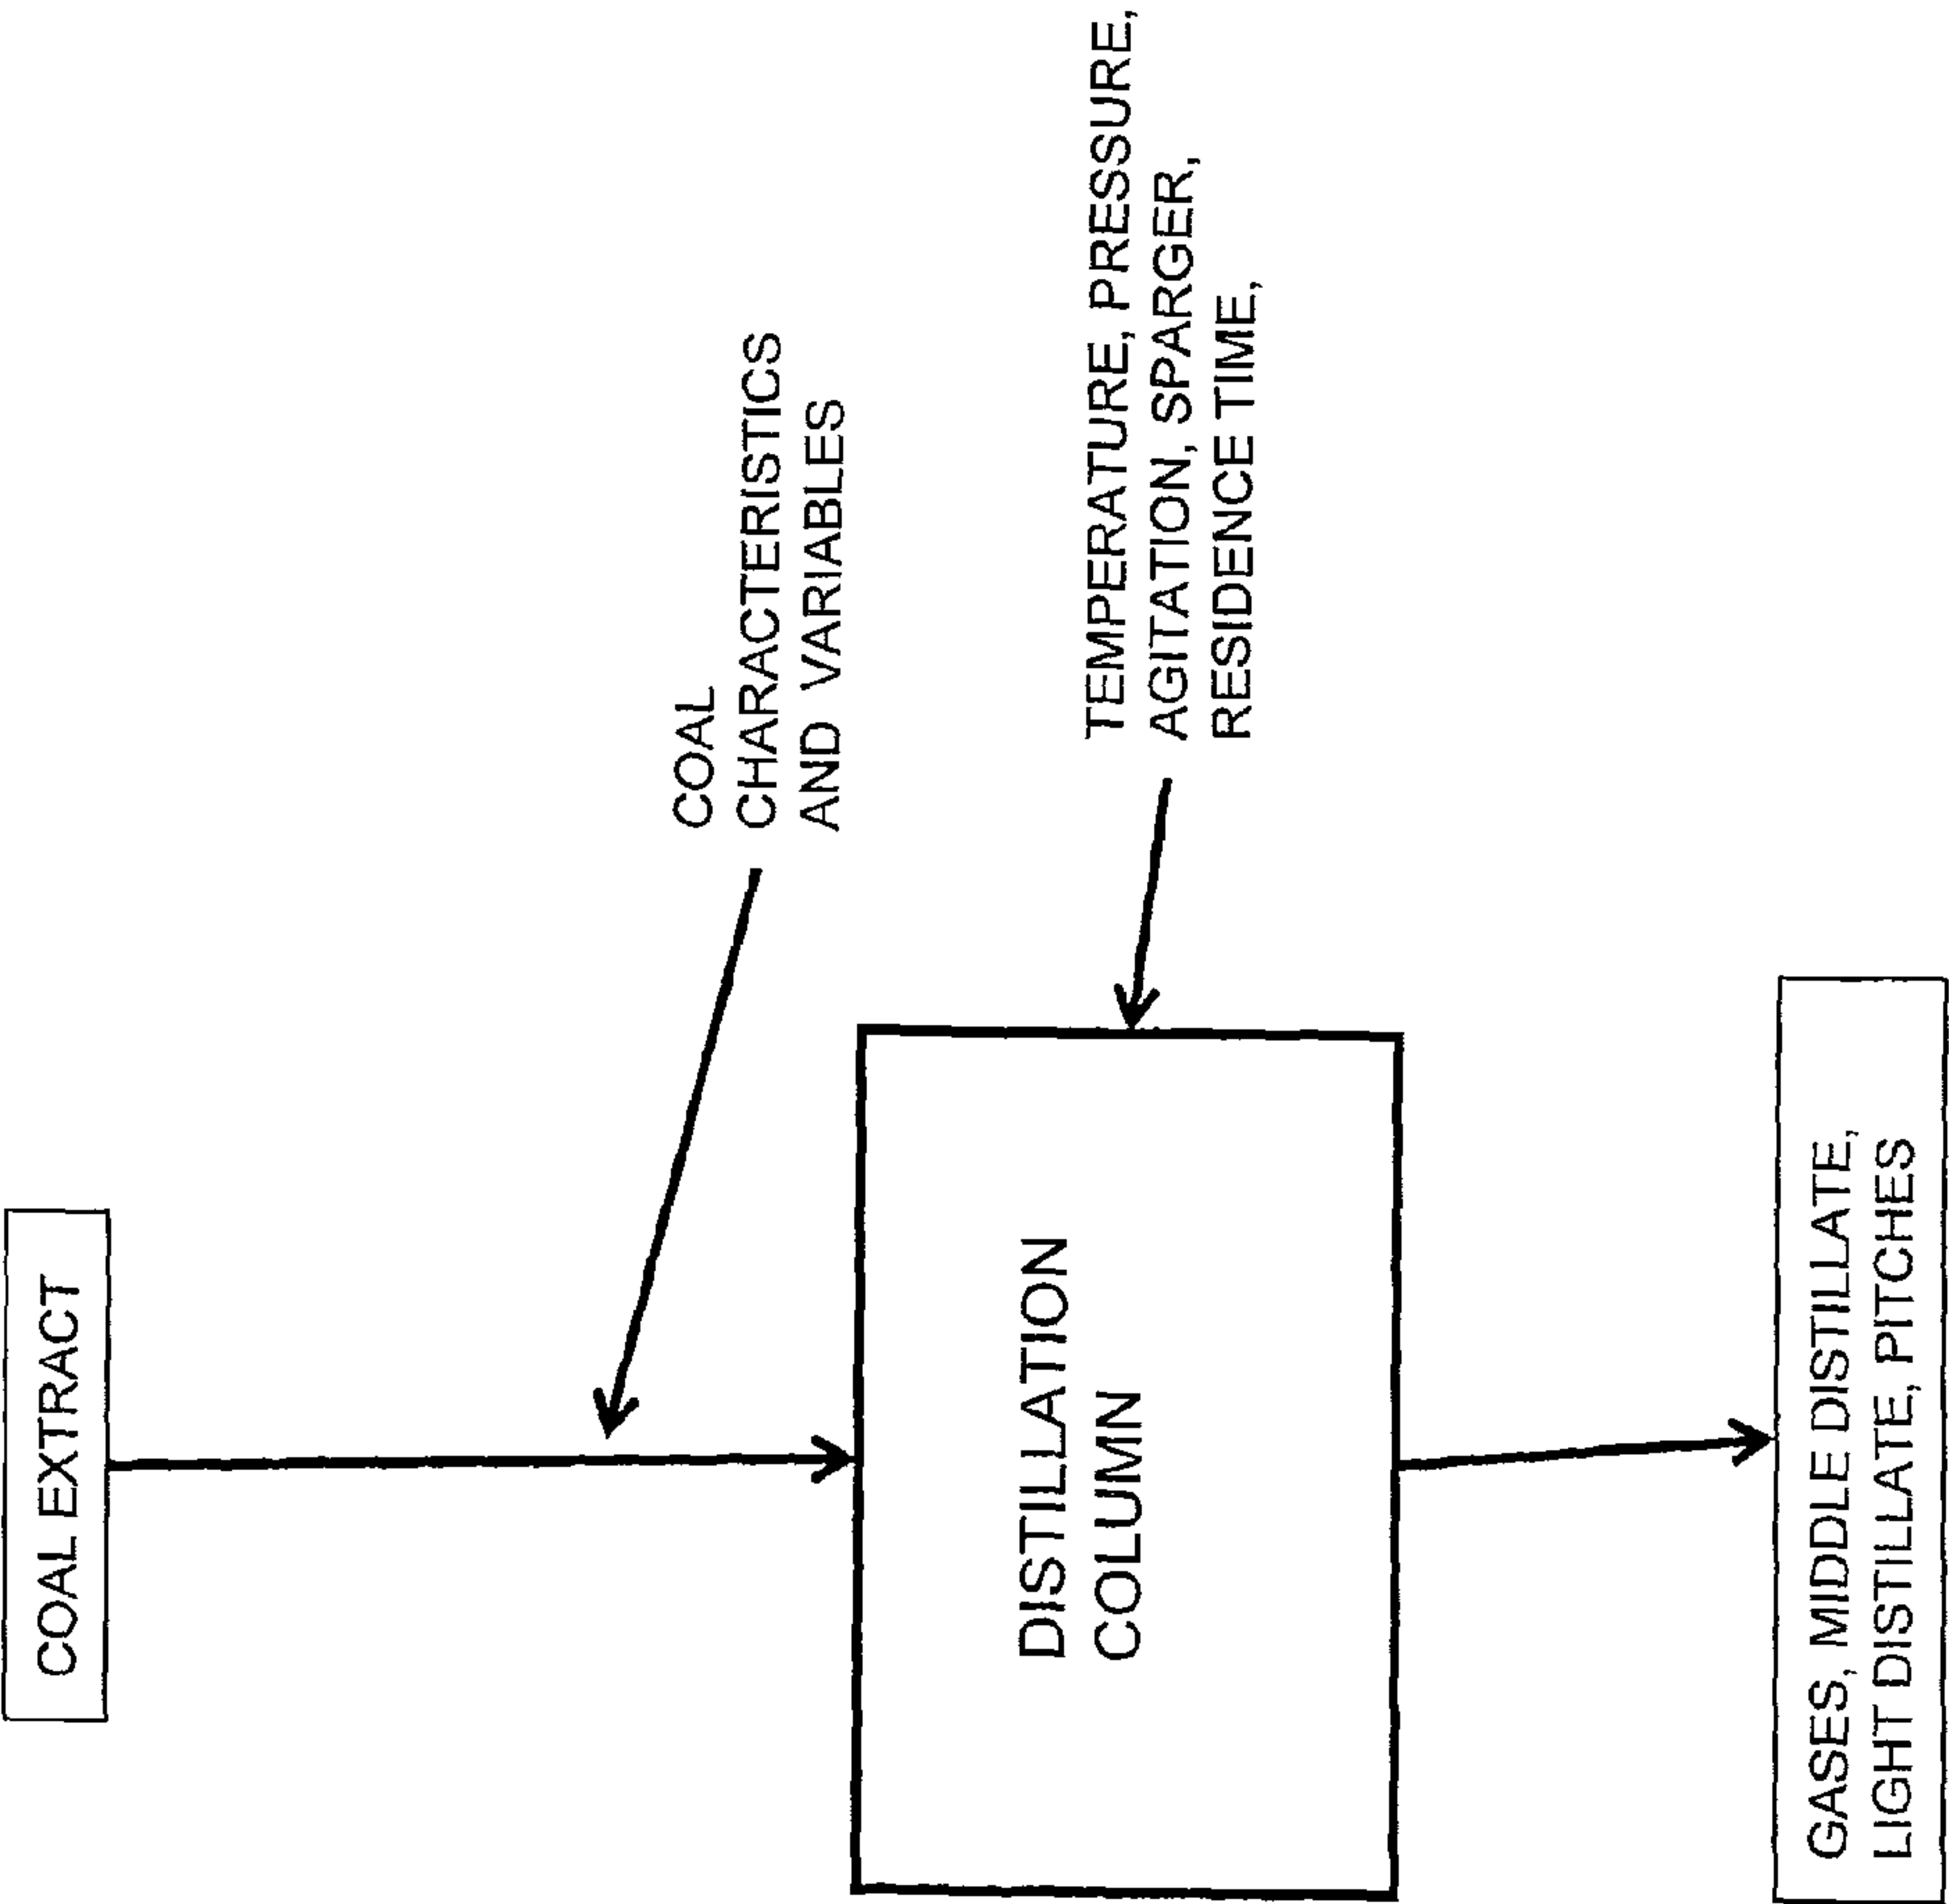 COAL EXTRACT
COAL
CHARACTERISTICS
AND VARIABLES
DISTILLATION
COLUMN
TEMPERATURE, PRESSURE,
AGITATION, SPARGER,
RESIDENCE TIME,
GASES, MIDDLE DISTILLATE,
LIGHT DISTILLATE, PITCHES